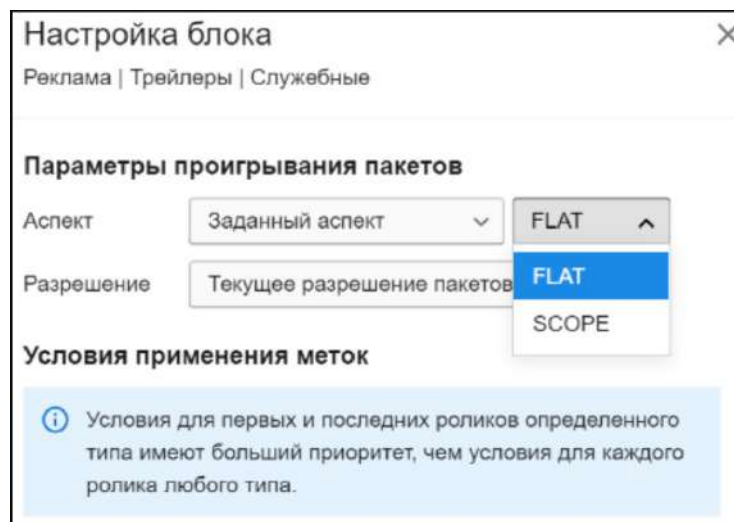 Настройка блока
Реклама | Трейлеры | Служебные
Параметры проигрывания пакетов
Аспект Заданный аспект FLAT
Разрешение Текущее разрешение пакетов FLAT
SCOPE
Условия применения меток
Условия для первых и последних роликов определенного
типа имеют больший приоритет, чем условия для каждого
ролика любого типа.